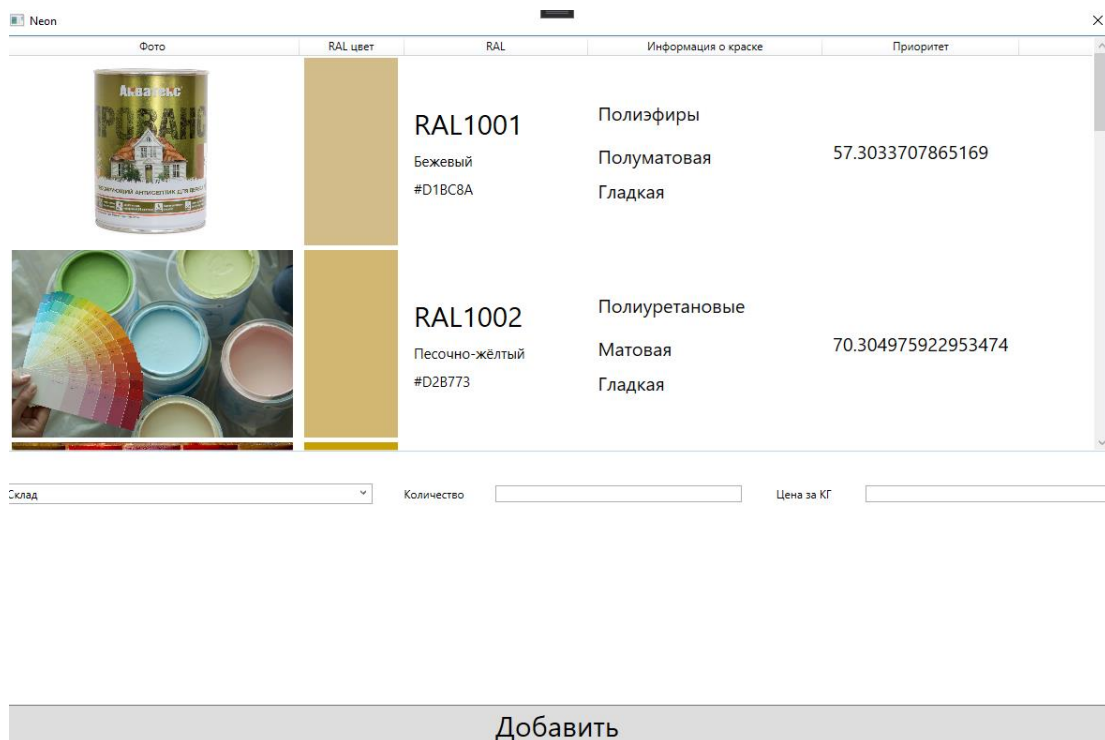 Neon
Фото RAL цвет RAL Информация о краске Приоритет
Акватекс
RAL1001
Бежевый
#D1BC8A
Полиэфиры
Полуматовая
Гладкая
57.3033707865169
RAL1002
Песочно-жёлтый
#D2B773
Полиуретановые
Матовая
Гладкая
70.304975922953474
Склад Количество Цена за КГ
Добавить